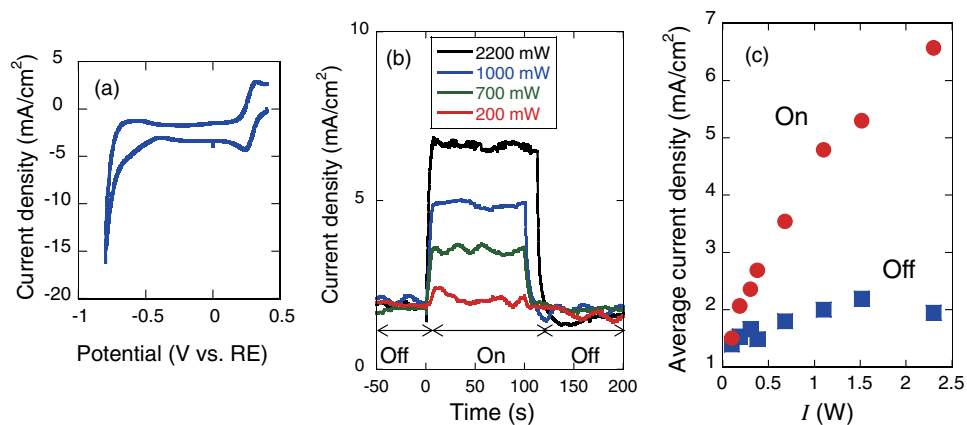 (a)
5
0
-5
-10
-15
-20
-1
-0.5
0
0.5
Current density (mA/cm²)
Potential (V vs. RE)
(b)
2200 mW
1000 mW
700 mW
200 mW
10
5
0
Off
On
Off
-50
0
50
100
150
200
Current density (mA/cm²)
Time (s)
(c)
7
6
5
4
3
2
1
On
Off
0
0.5
1
1.5
2
2.5
Average current density (mA/cm²)
I (W)